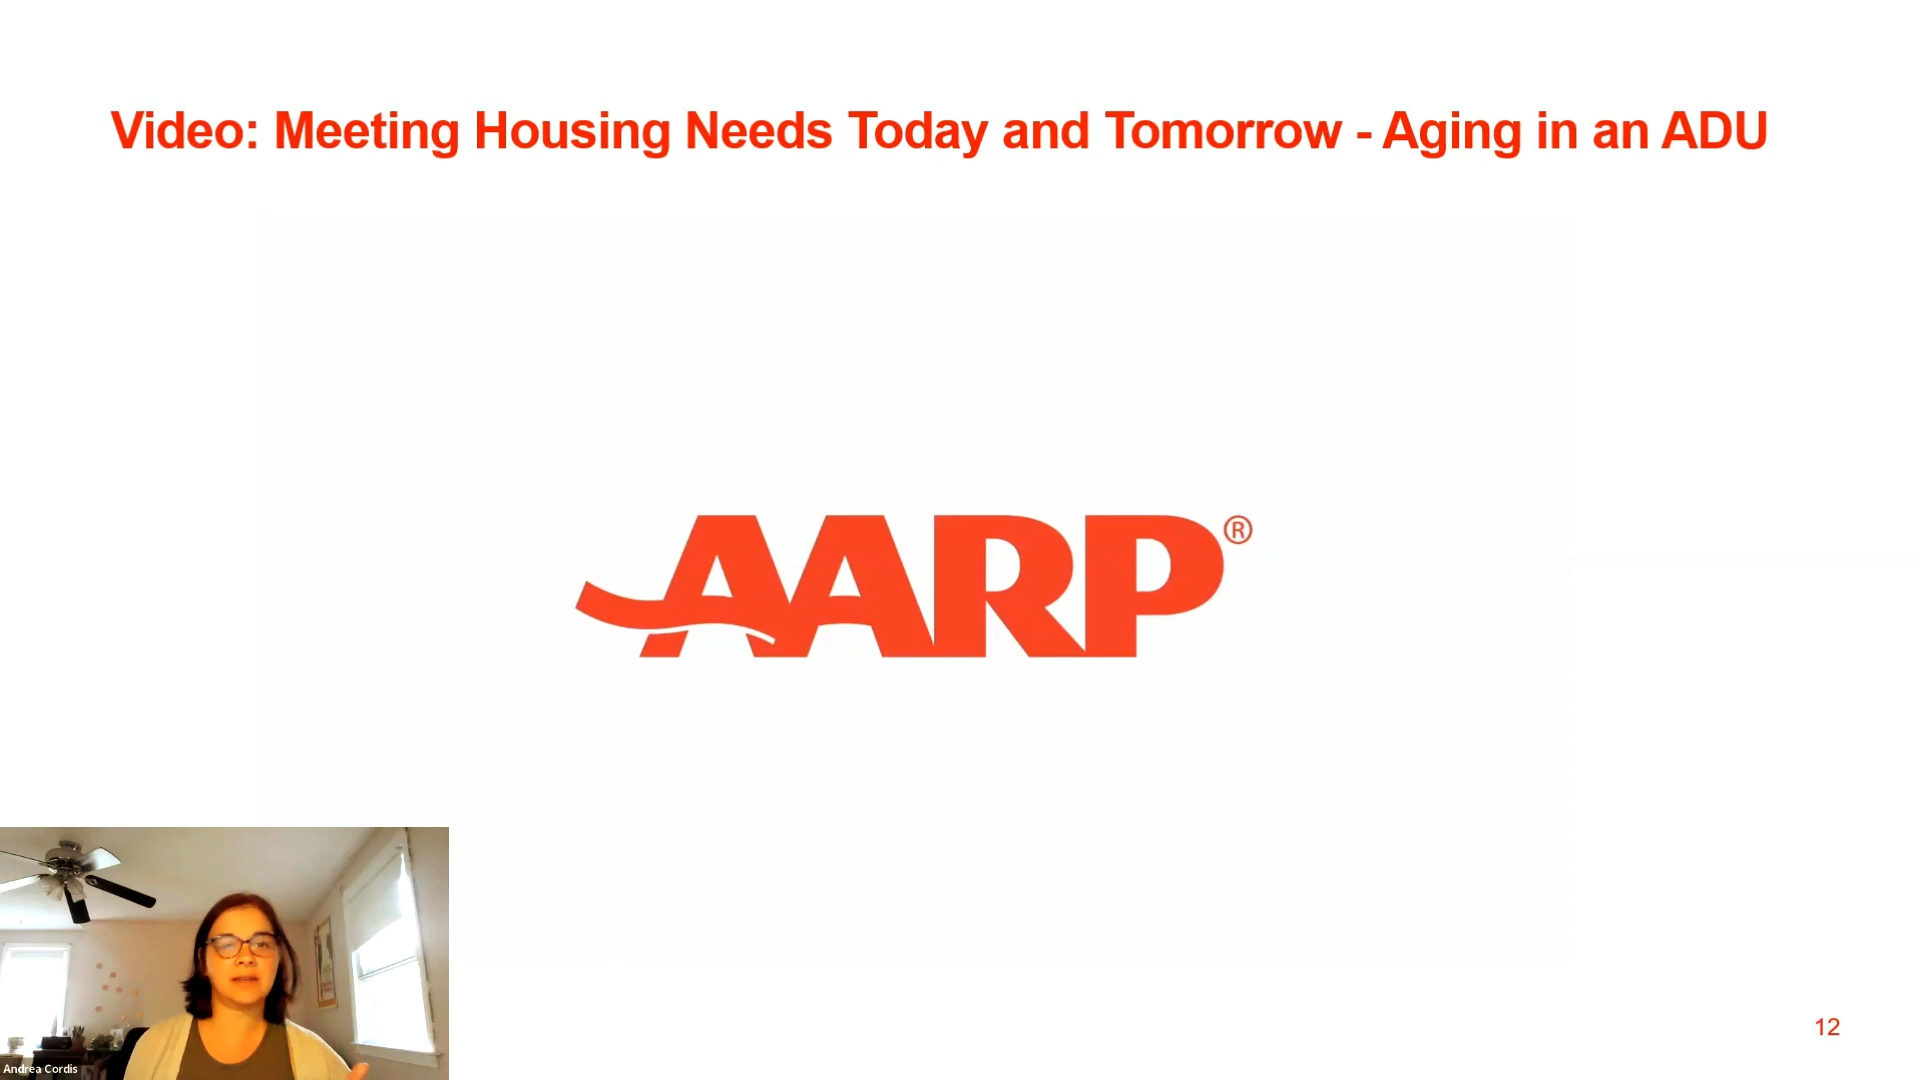 Video: Meeting Housing Needs Today and Tomorrow - Aging in an ADU
AARP®
12
Andrea Cordis